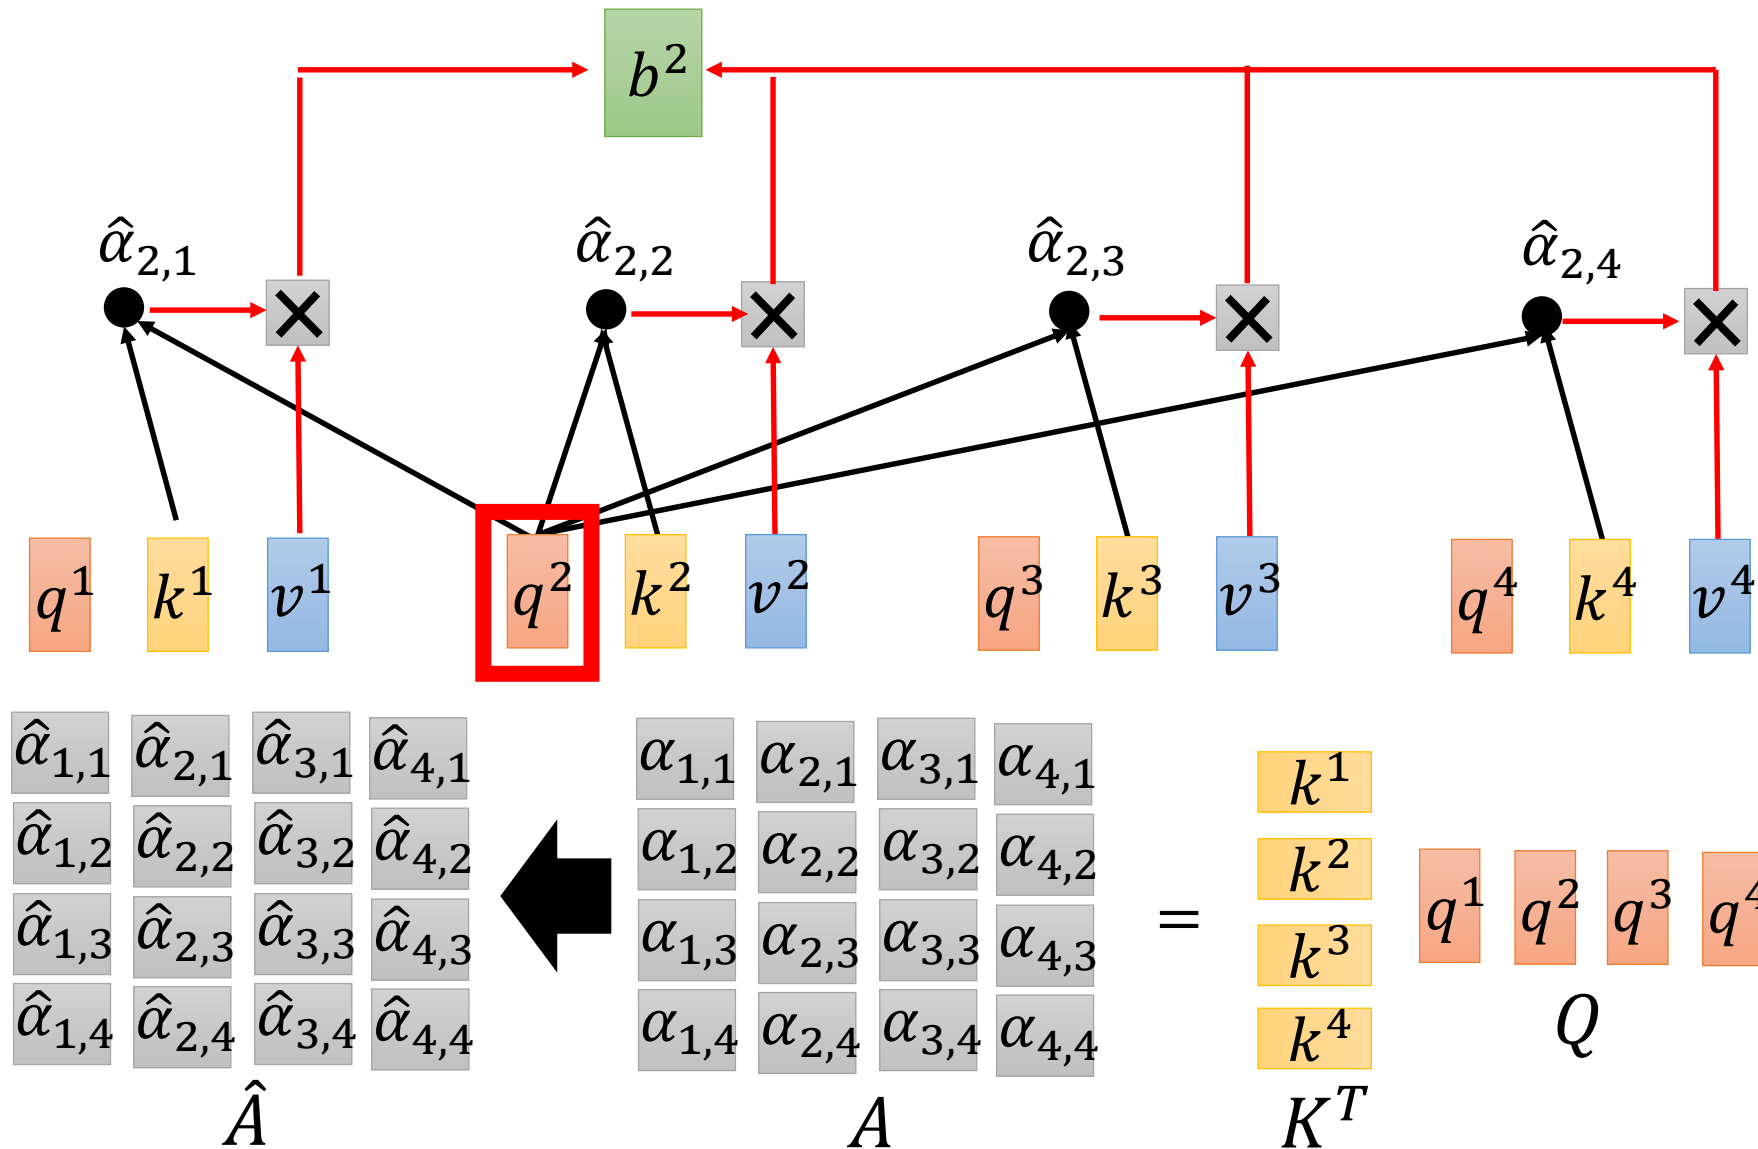 b²
α̂₂,₁ α̂₂,₂ α̂₂,₃ α̂₂,₄
× × × ×
q¹ k¹ v¹ q² k² v² q³ k³ v³ q⁴ k⁴ v⁴
α̂₁,₁ α̂₂,₁ α̂₃,₁ α̂₄,₁ α₁,₁ α₂,₁ α₃,₁ α₄,₁ k¹
α̂₁,₂ α̂₂,₂ α̂₃,₂ α̂₄,₂ α₁,₂ α₂,₂ α₃,₂ α₄,₂ k²
= q¹ q² q³ q⁴
α̂₁,₃ α̂₂,₃ α̂₃,₃ α̂₄,₃ α₁,₃ α₂,₃ α₃,₃ α₄,₃ k³
α̂₁,₄ α̂₂,₄ α̂₃,₄ α̂₄,₄ α₁,₄ α₂,₄ α₃,₄ α₄,₄ k⁴
Â A Kᵀ Q